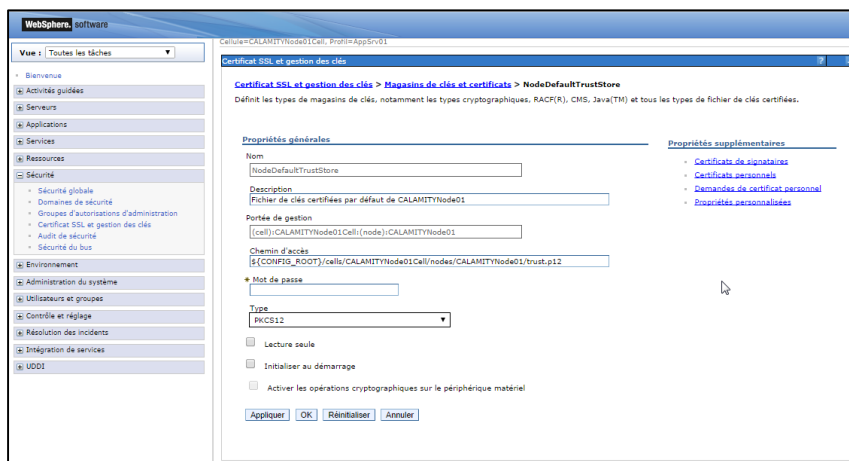 WebSphere. software
Cellule=CALAMITYNode01Cell, Profil=AppSrv01
Vue : Toutes les tâches
Bienvenue
Activités guidées
Serveurs
Applications
Services
Ressources
Sécurité
Sécurité globale
Domaines de sécurité
Groupes d'autorisations d'administration
Certificat SSL et gestion des clés
Audit de sécurité
Sécurité du bus
Environnement
Administration du système
Utilisateurs et groupes
Contrôle et réglage
Résolution des incidents
Intégration de services
UDDI
Certificat SSL et gestion des clés ?
Certificat SSL et gestion des clés > Magasins de clés et certificats > NodeDefaultTrustStore
Définit les types de magasins de clés, notamment les types cryptographiques, RACF(R), CMS, Java(TM) et tous les types de fichier de clés certifiées.
Propriétés générales
Nom
NodeDefaultTrustStore
Description
Fichier de clés certifiées par défaut de CALAMITYNode01
Portée de gestion
(cell):CALAMITYNode01Cell:(node):CALAMITYNode01
Chemin d'accès
${CONFIG_ROOT}/cells/CALAMITYNode01Cell/nodes/CALAMITYNode01/trust.p12
* Mot de passe
Type
PKCS12
Lecture seule
Initialiser au démarrage
Activer les opérations cryptographiques sur le périphérique matériel
Appliquer OK Réinitialiser Annuler
Propriétés supplémentaires
Certificats de signataires
Certificats personnels
Demandes de certificat personnel
Propriétés personnalisées